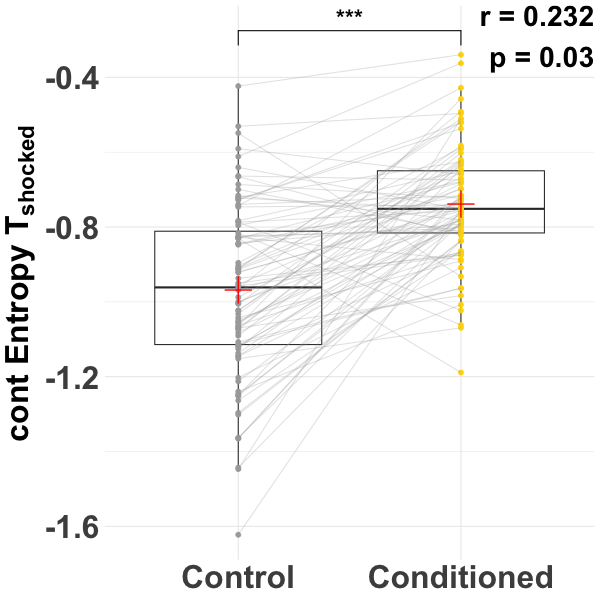 ***
r = 0.232
p = 0.03
cont Entropy Tshocked
-0.4
-0.8
-1.2
-1.6
Control Conditioned